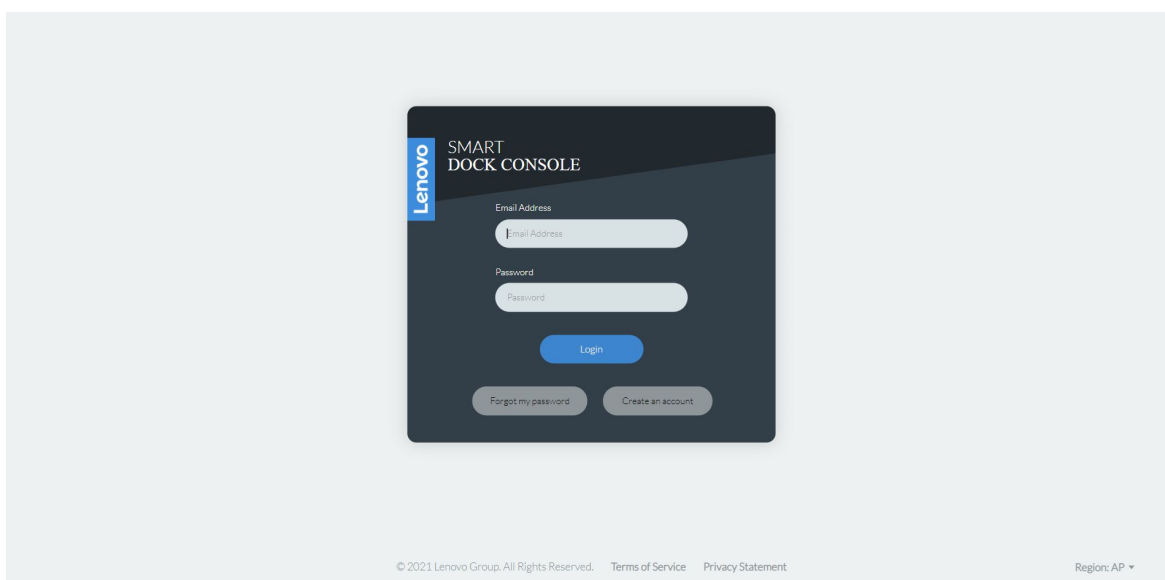 Lenovo
SMART
DOCK CONSOLE
Email Address
Email Address
Password
Password
Login
Forgot my password Create an account
© 2021 Lenovo Group. All Rights Reserved. Terms of Service Privacy Statement Region: AP